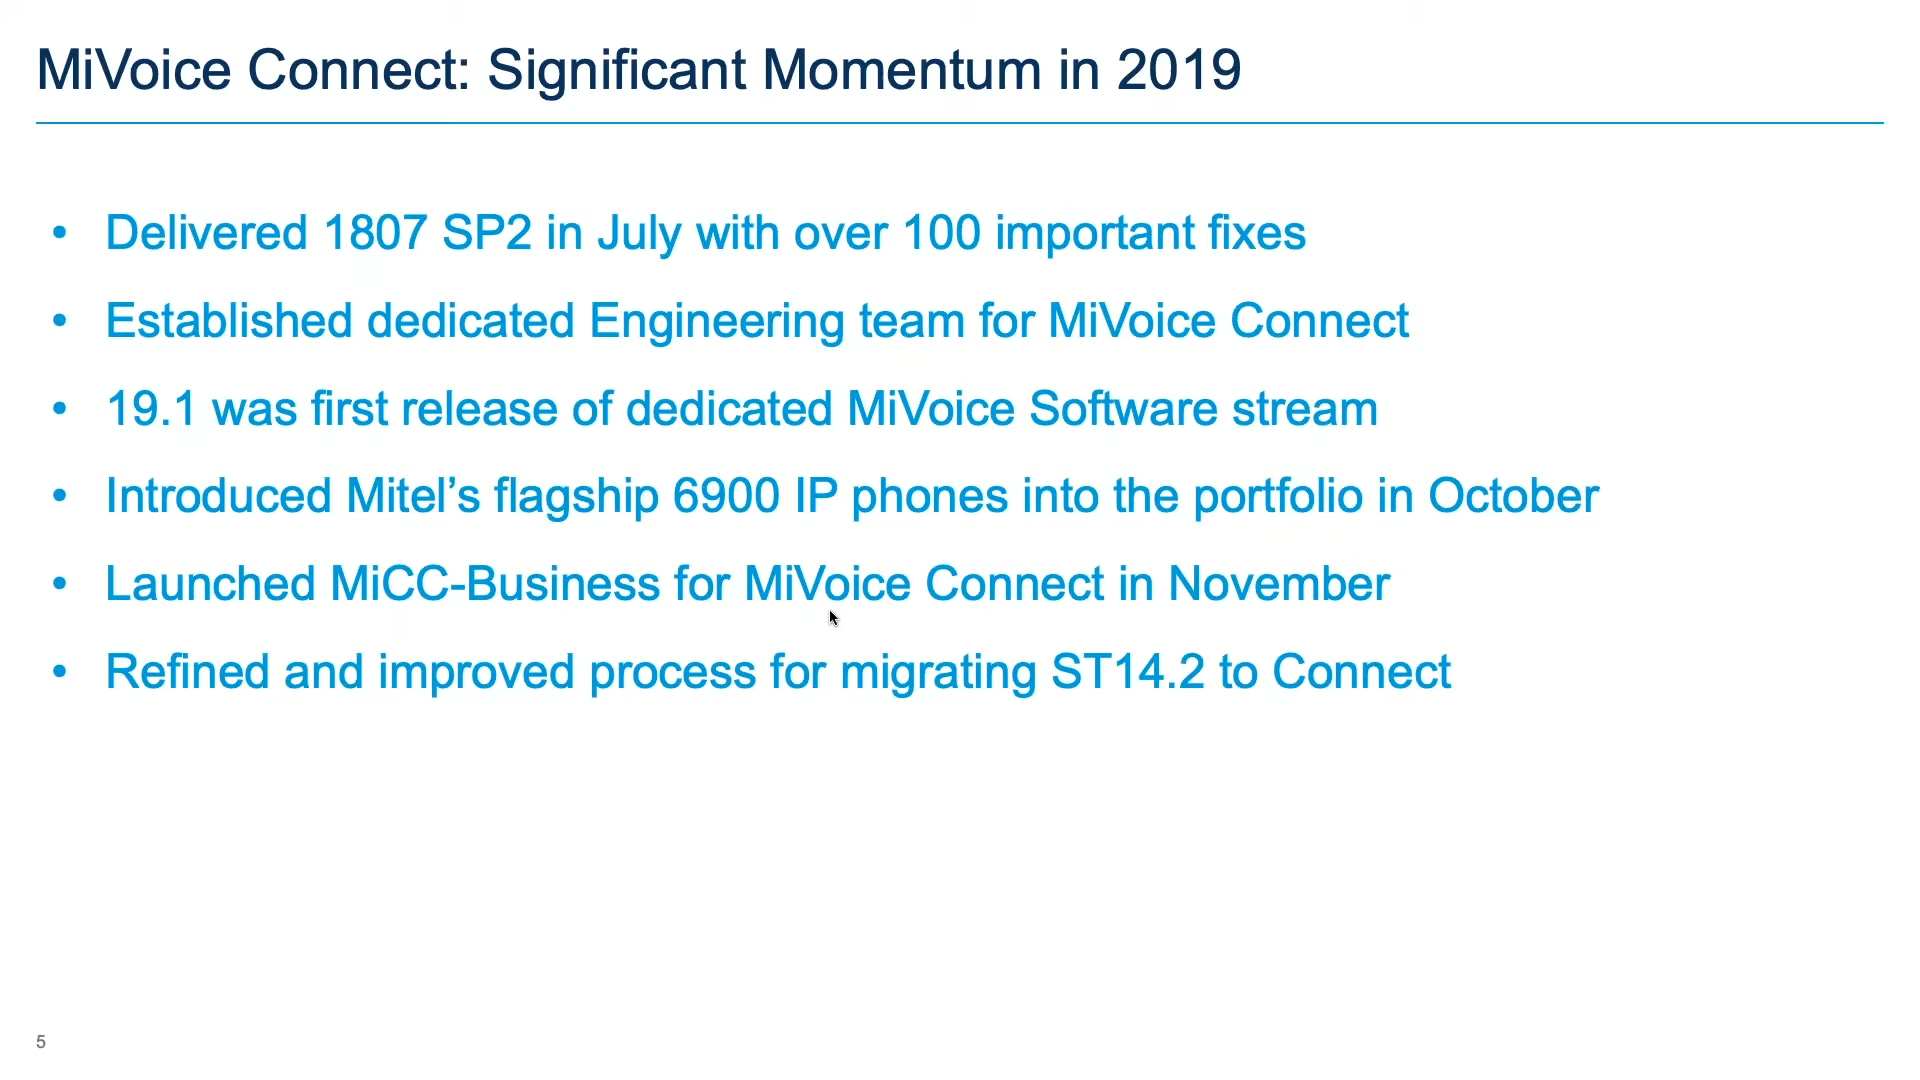 MiVoice Connect: Significant Momentum in 2019
• Delivered 1807 SP2 in July with over 100 important fixes
• Established dedicated Engineering team for MiVoice Connect
• 19.1 was first release of dedicated MiVoice Software stream
• Introduced Mitel’s flagship 6900 IP phones into the portfolio in October
• Launched MiCC-Business for MiVoice Connect in November
• Refined and improved process for migrating ST14.2 to Connect
5